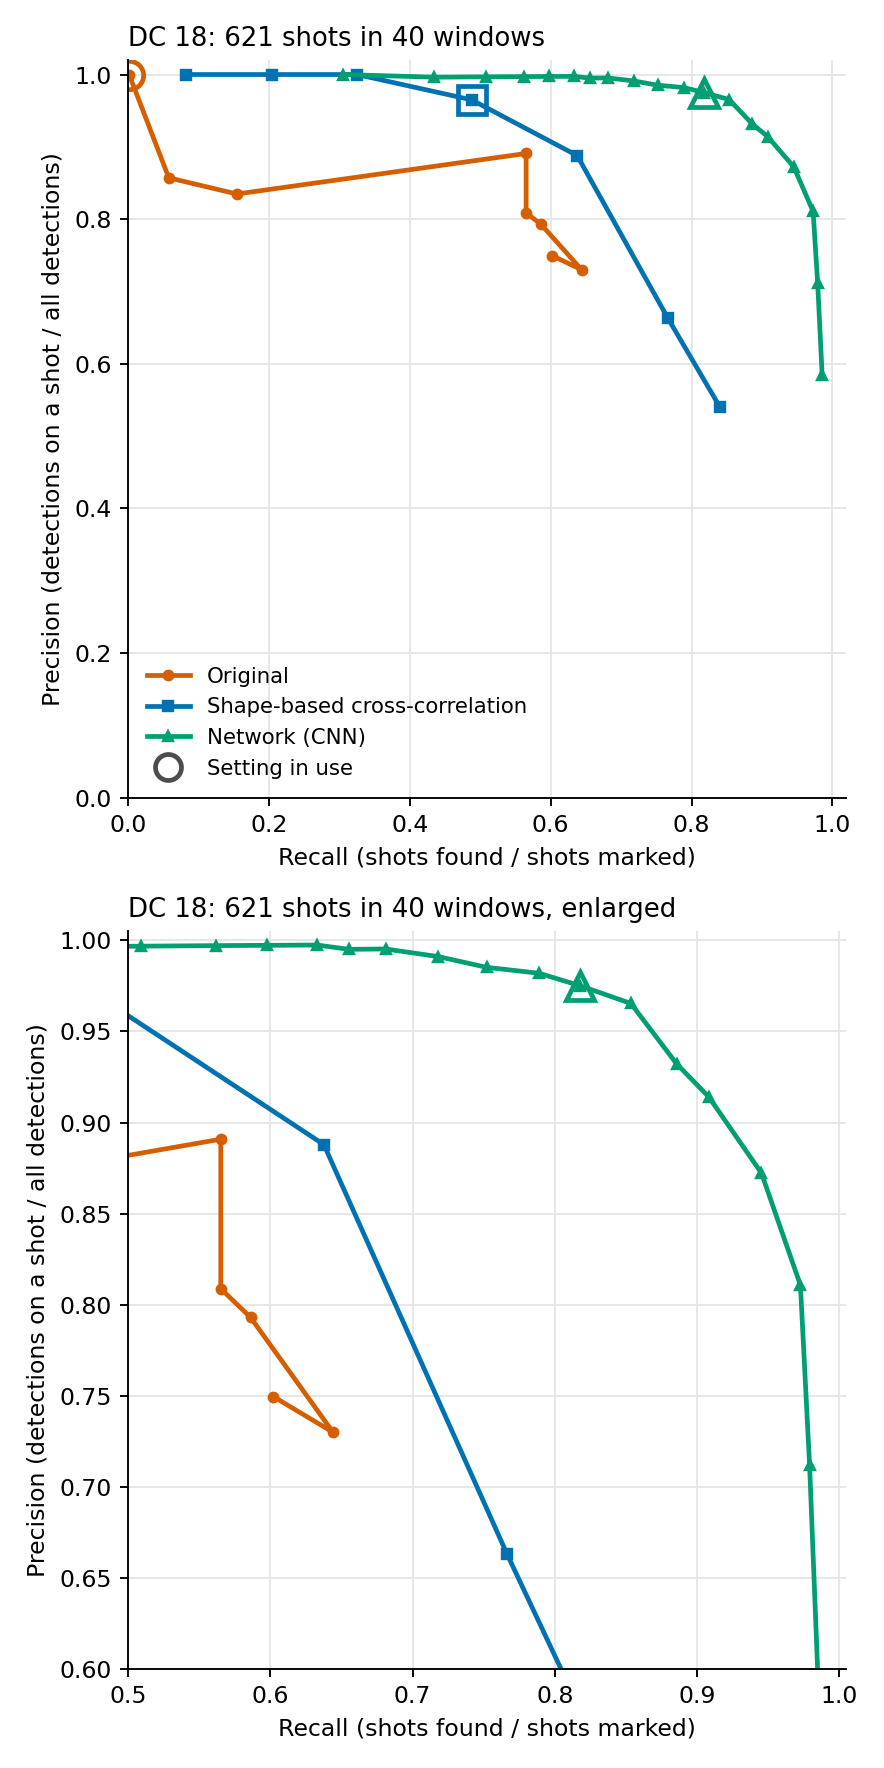 DC 18: 621 shots in 40 windows
1.0
0.8
0.6
0.4
0.2
0.0
Precision (detections on a shot / all detections)
Original
Shape-based cross-correlation
Network (CNN)
Setting in use
0.0 0.2 0.4 0.6 0.8 1.0
Recall (shots found / shots marked)
DC 18: 621 shots in 40 windows, enlarged
1.00
0.95
0.90
0.85
0.80
0.75
0.70
0.65
0.60
Precision (detections on a shot / all detections)
0.5 0.6 0.7 0.8 0.9 1.0
Recall (shots found / shots marked)